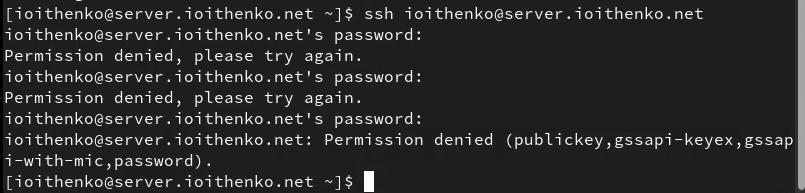 [ioithenko@server.ioithenko.net ~]$ ssh ioithenko@server.ioithenko.net
ioithenko@server.ioithenko.net's password:
Permission denied, please try again.
ioithenko@server.ioithenko.net's password:
Permission denied, please try again.
ioithenko@server.ioithenko.net's password:
ioithenko@server.ioithenko.net: Permission denied (publickey,gssapi-keyex,gssap
i-with-mic,password).
[ioithenko@server.ioithenko.net ~]$